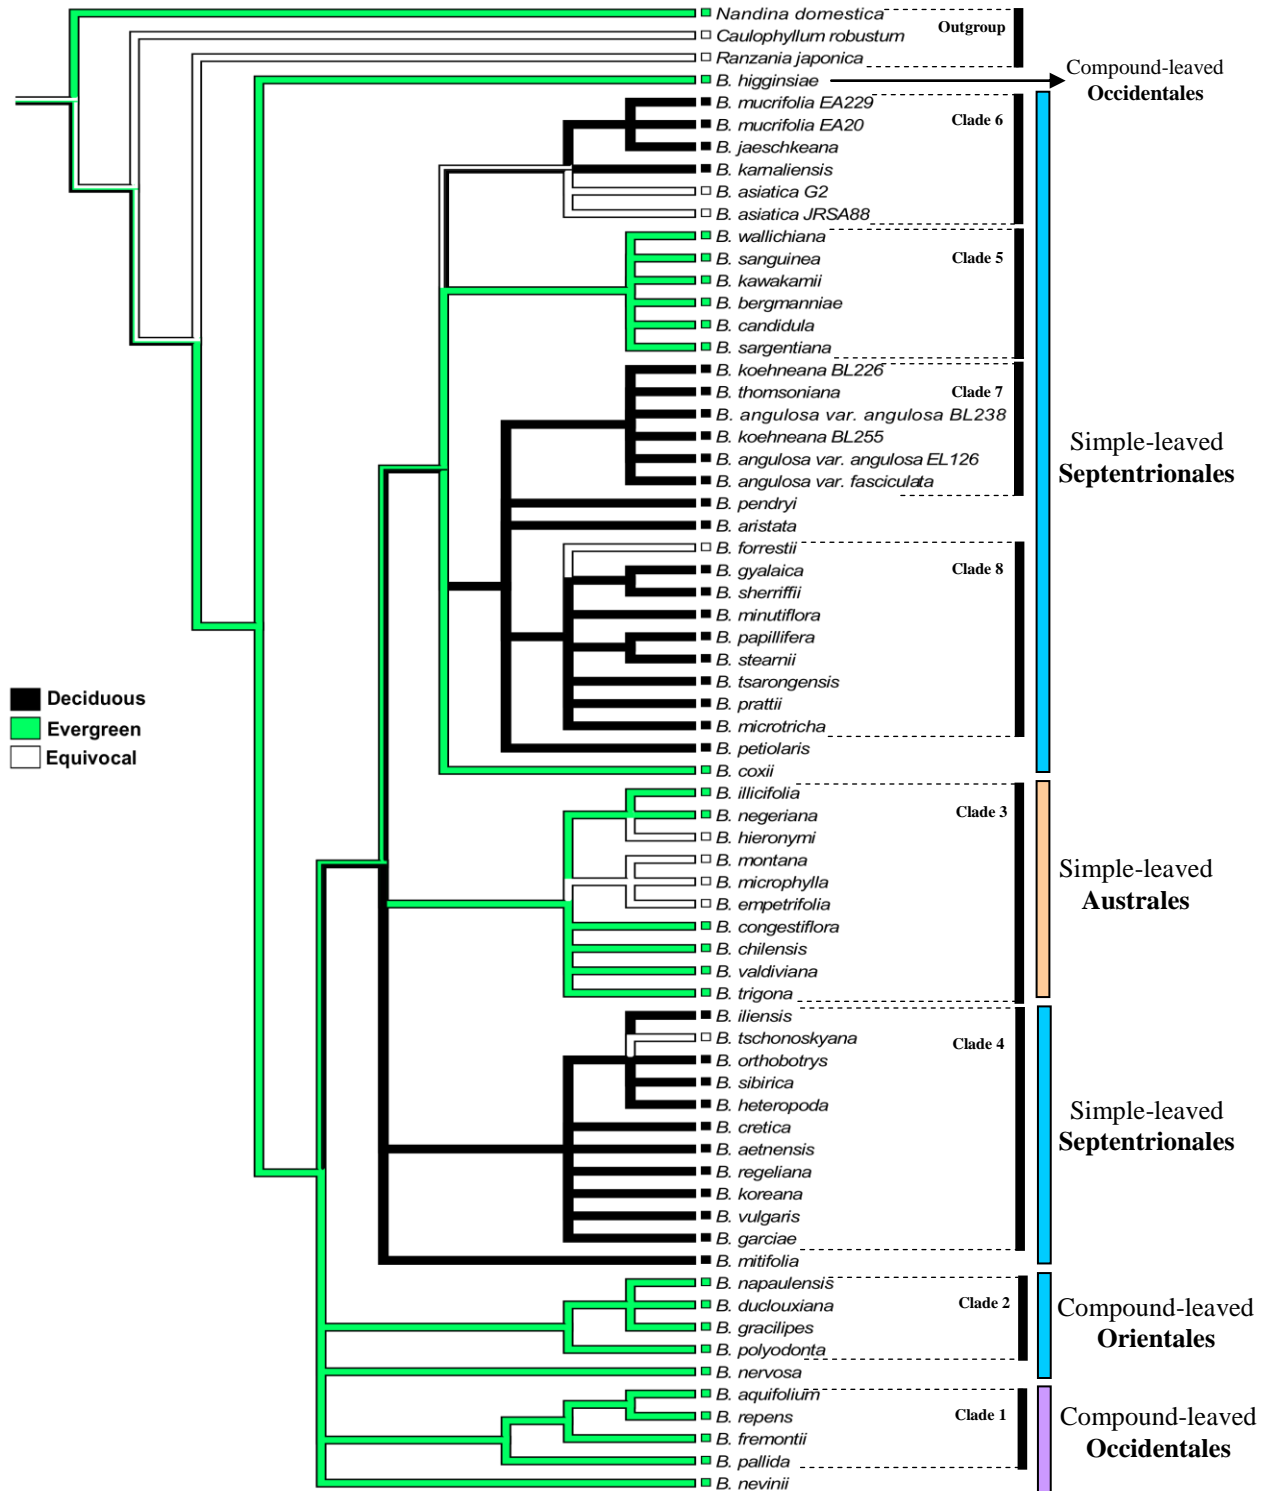 Nandina domestica
Outgroup
Caulophyllum robustum
Ranzania japonica
B. higginsiae
Compound-leaved
Occidentales
B. mucrifolia EA229
Clade 6
B. mucrifolia EA20
B. jaeschkeana
B. kamaliensis
B. asiatica G2
B. asiatica JRSA88
B. wallichiana
B. sanguinea
Clade 5
B. kawakamii
B. bergmanniae
B. candidula
B. sargentiana
B. koehneana BL226
B. thomsoniana
Clade 7
B. angulosa var. angulosa BL238
B. koehneana BL255
B. angulosa var. angulosa EL126
B. angulosa var. fasciculata
Simple-leaved
Septentrionales
B. pendryi
B. aristata
B. forrestii
B. gyalaica
Clade 8
B. sherriffii
B. minutiflora
B. papillifera
B. stearnii
B. tsarongensis
B. prattii
B. microtricha
B. petiolaris
B. coxii
Deciduous
Evergreen
Equivocal
B. illicifolia
B. negeriana
Clade 3
B. hieronymi
B. montana
B. microphylla
B. empetrifolia
Simple-leaved
Australes
B. congestiflora
B. chilensis
B. valdiviana
B. trigona
B. iliensis
B. tschonoskyana
Clade 4
B. orthobotrys
B. sibirica
B. heteropoda
B. cretica
B. aetnensis
Simple-leaved
Septentrionales
B. regeliana
B. koreana
B. vulgaris
B. garciae
B. mitifolia
B. napaulensis
B. duclouxiana
Clade 2
B. gracilipes
B. polyodonta
Compound-leaved
Orientales
B. nervosa
B. aquifolium
B. repens
Clade 1
B. fremontii
B. pallida
Compound-leaved
Occidentales
B. nevinii